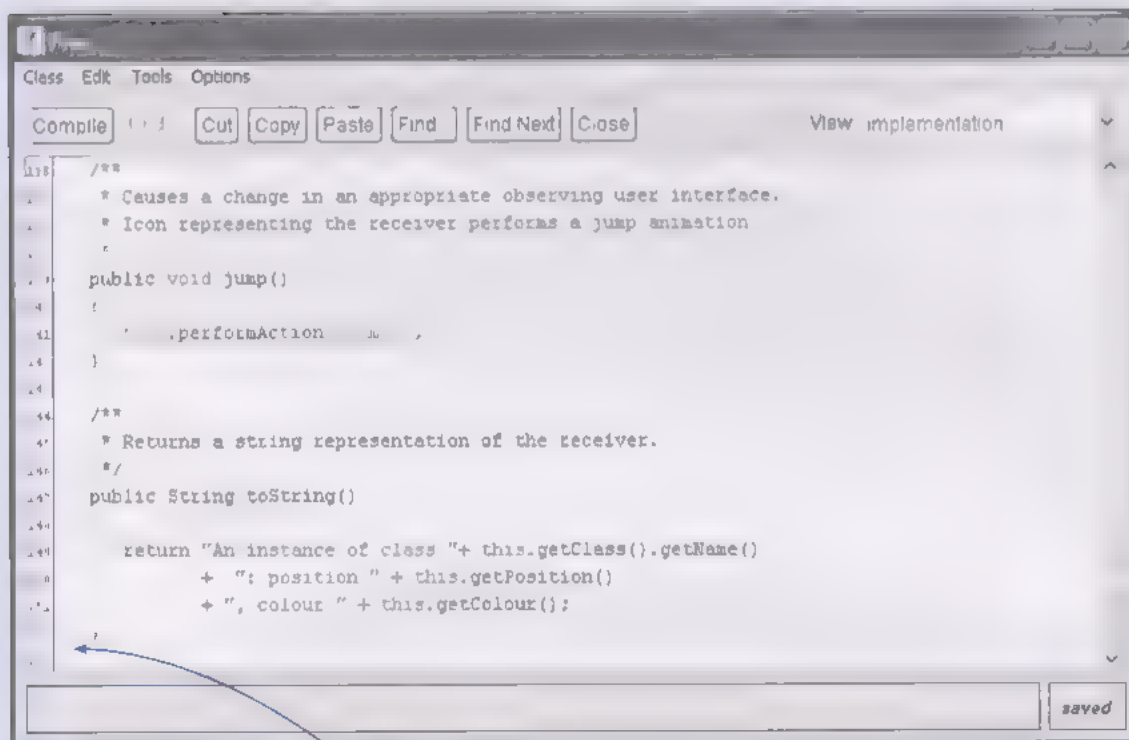 Class Edit Tools Options
Compile Cut Copy Paste Find Find Next Close View Implementation
/**
* Causes a change in an appropriate observing user interface.
* Icon representing the receiver performs a jump animation
public void jump()
{
.performAction
}
/**
* Returns a string representation of the receiver.
*/
public String toString()
return "An instance of class "+ this.getClass().getName()
+ ": position " + this.getPosition()
+ ", colour " + this.getColour();
saved